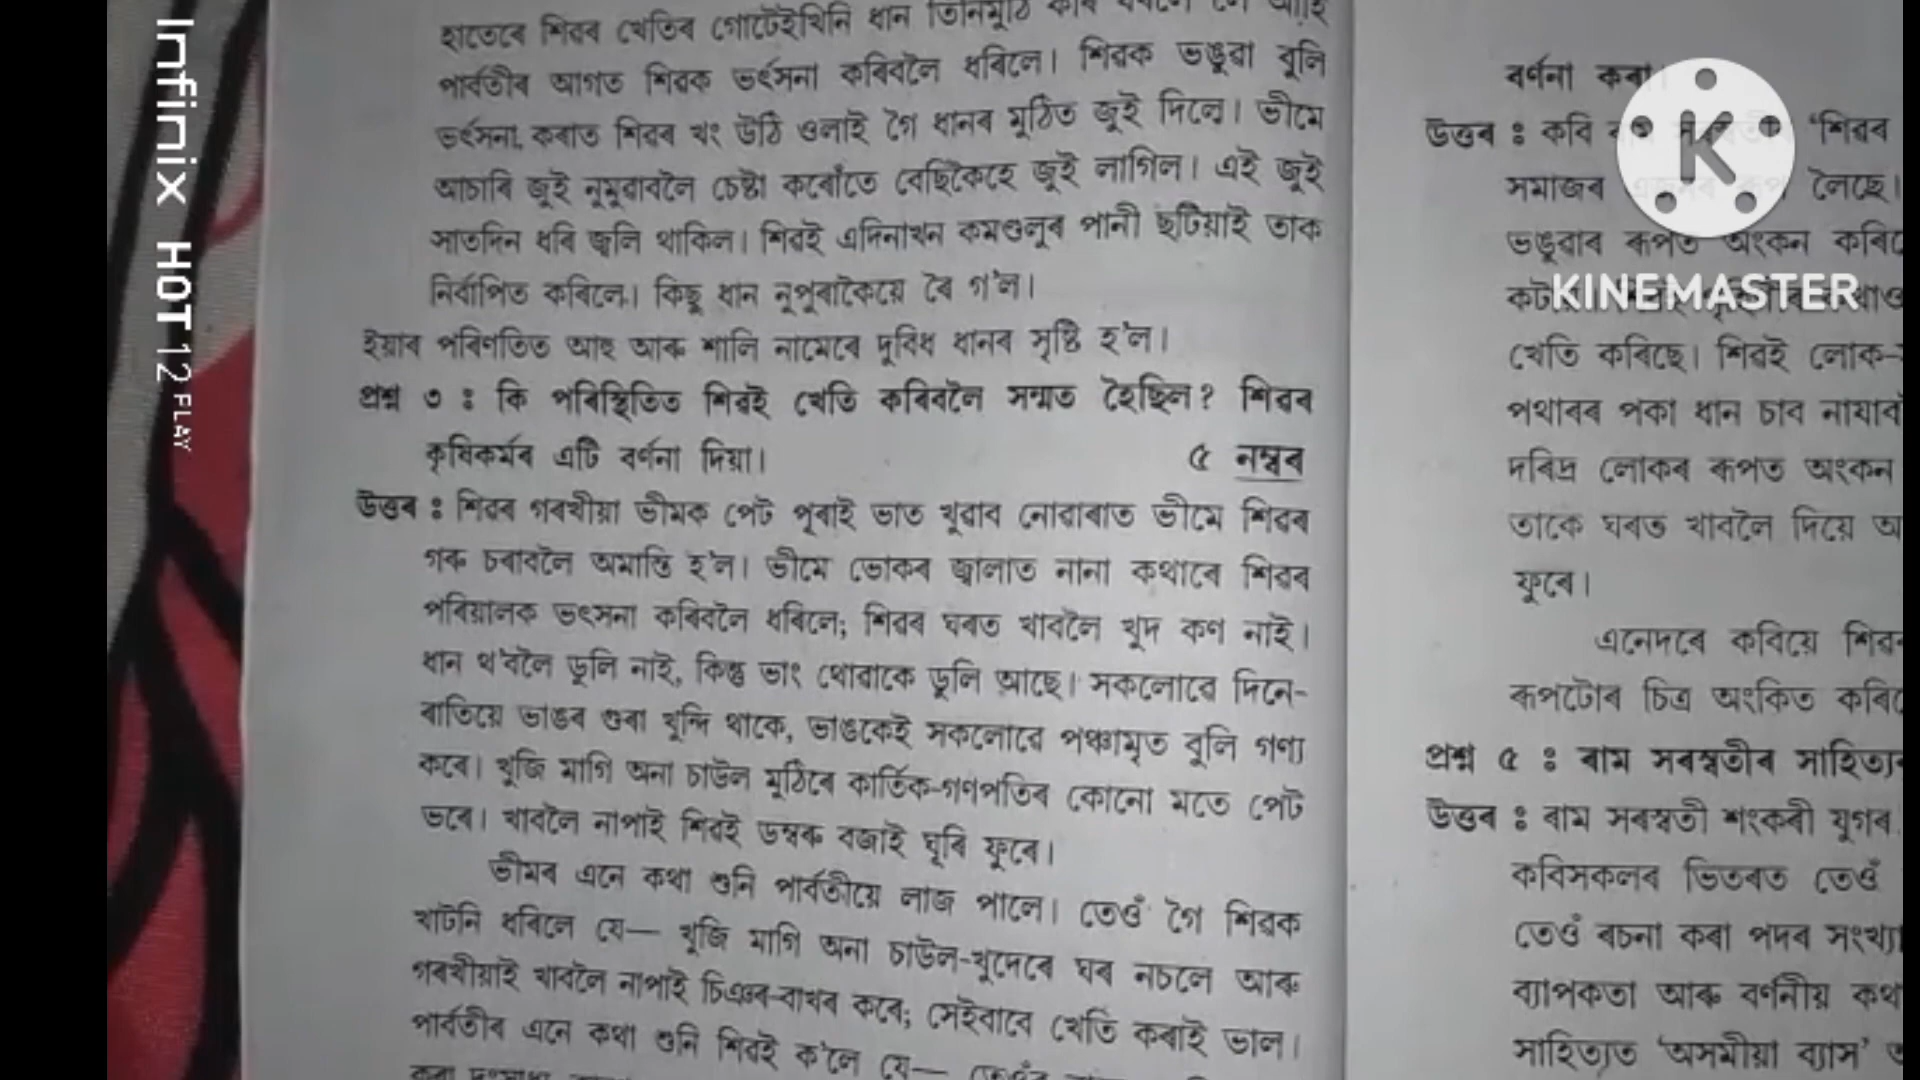 হাতেৰে শিৱৰ খেতিৰ গোটেইখিনি ধান তিনিমুঠি কৰি
পাৰ্বতীৰ আগত শিৱক ভৰ্ৎসনা কৰিবলৈ ধৰিলে। শিৱক ভঙুৱা বুলি
ভৰ্ৎসনা কৰাত শিৱৰ খং উঠি ওলাই গৈ ধানৰ মুঠিত জুই দিলে। ভীমে
আচাৰি জুই নুমুৱাবলৈ চেষ্টা কৰোঁতে বেছিকৈহে জুই লাগিল। এই জুই
সাতদিন ধৰি জ্বলি থাকিল। শিৱই এদিনাখন কমণ্ডলুৰ পানী ছটিয়াই তাক
নিৰ্বাপিত কৰিলে। কিছু ধান নুপুৰাকৈয়ে ৰৈ গ'ল।
ইয়াৰ পৰিণতিত আহু আৰু শালি নামেৰে দুবিধ ধানৰ সৃষ্টি হ'ল।
প্ৰশ্ন ৩ : কি পৰিস্থিতিত শিৱই খেতি কৰিবলৈ সন্মত হৈছিল? শিৱৰ
কৃষিকৰ্মৰ এটি বৰ্ণনা দিয়া। ৫ নম্বৰ
উত্তৰ : শিৱৰ গৰখীয়া ভীমক পেট পূৰাই ভাত খুৱাব নোৱাৰাত ভীমে শিৱৰ
গৰু চৰাবলৈ অমান্তি হ'ল। ভীমে ভোকৰ জ্বালাত নানা কথাৰে শিৱৰ
পৰিয়ালক ভৎসনা কৰিবলৈ ধৰিলে; শিৱৰ ঘৰত খাবলৈ খুদ কণ নাই।
ধান থ'বলৈ ডুলি নাই, কিন্তু ভাং থোৱাকে ডুলি আছে। সকলোৱে দিনে-
ৰাতিয়ে ভাঙৰ গুৰা খুন্দি থাকে, ভাঙকেই সকলোৱে পঞ্চামৃত বুলি গণ্য
কৰে। খুজি মাগি অনা চাউল মুঠিৰে কাৰ্তিক-গণপতিৰ কোনো মতে পেট
ভৰে। খাবলৈ নাপাই শিৱই ডম্বৰু বজাই ঘূৰি ফুৰে।
ভীমৰ এনে কথা শুনি পাৰ্বতীয়ে লাজ পালে। তেওঁ গৈ শিৱক
খাটনি ধৰিলে যে— খুজি মাগি অনা চাউল-খুদেৰে ঘৰ নচলে আৰু
গৰখীয়াই খাবলৈ নাপাই চিঞৰ-বাখৰ কৰে; সেইবাবে খেতি কৰাই ভাল।
পাৰ্বতীৰ এনে কথা শুনি শিৱই ক'লে যে—
বৰ্ণনা কৰা।
উত্তৰ : কবি 'শিৱৰ
সমাজৰ লৈছে।
ভঙুৱাৰ ৰূপত অংকন
খেতি কৰিছে। শিৱই লোক-
পথাৰৰ পকা ধান চাব
দৰিদ্ৰ লোকৰ ৰূপত অংকন
তাকে ঘৰত খাবলৈ দিয়ে
ফুৰে।
এনেদৰে কবিয়ে
ৰূপটোৰ চিত্ৰ অংকিত
প্ৰশ্ন ৫ : ৰাম সৰস্বতীৰ
উত্তৰ : ৰাম সৰস্বতী শংকৰী যুগৰ
কবিসকলৰ ভিতৰত তেওঁ
তেওঁ ৰচনা কৰা পদৰ সংখ্যা
ব্যাপকতা আৰু বৰ্ণনীয়
সাহিত্যত 'অসমীয়া ব্যাস'
Infinix HOT 12 PLAY
K
KINEMASTER